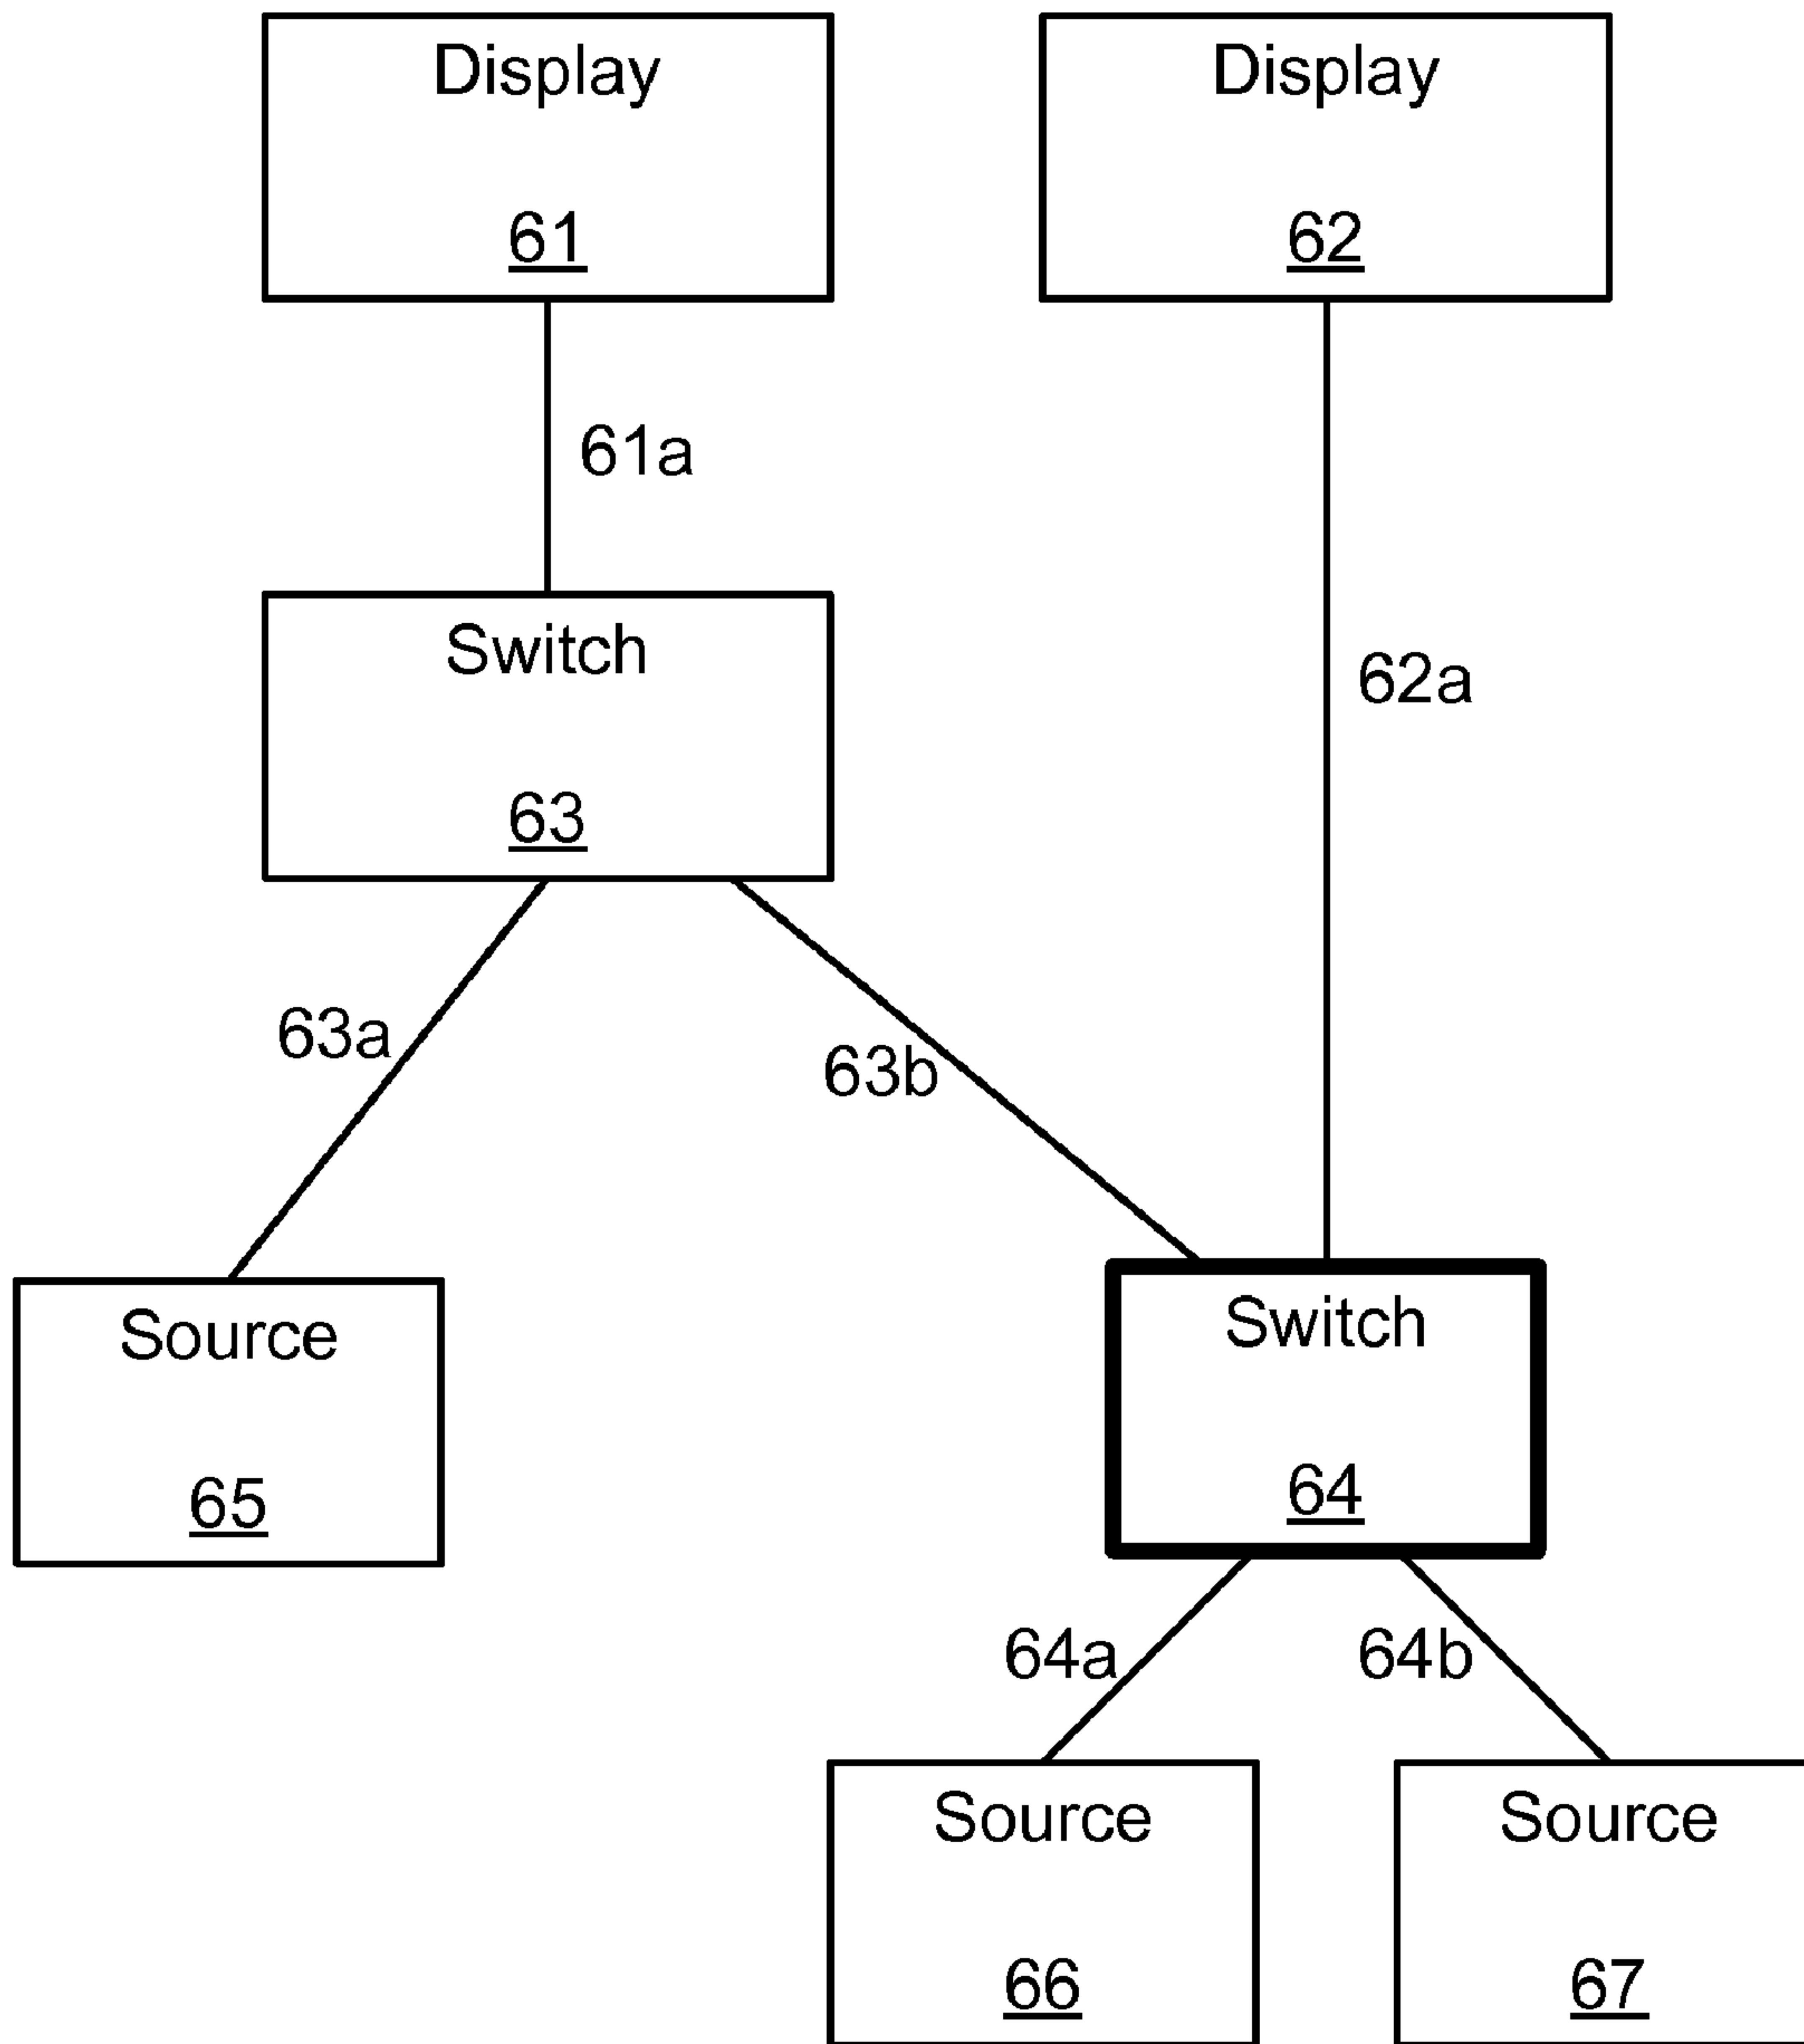 Display
61
Display
62
61a
62a
Switch
63
63a
63b
Source
65
Switch
64
64a
64b
Source
66
Source
67